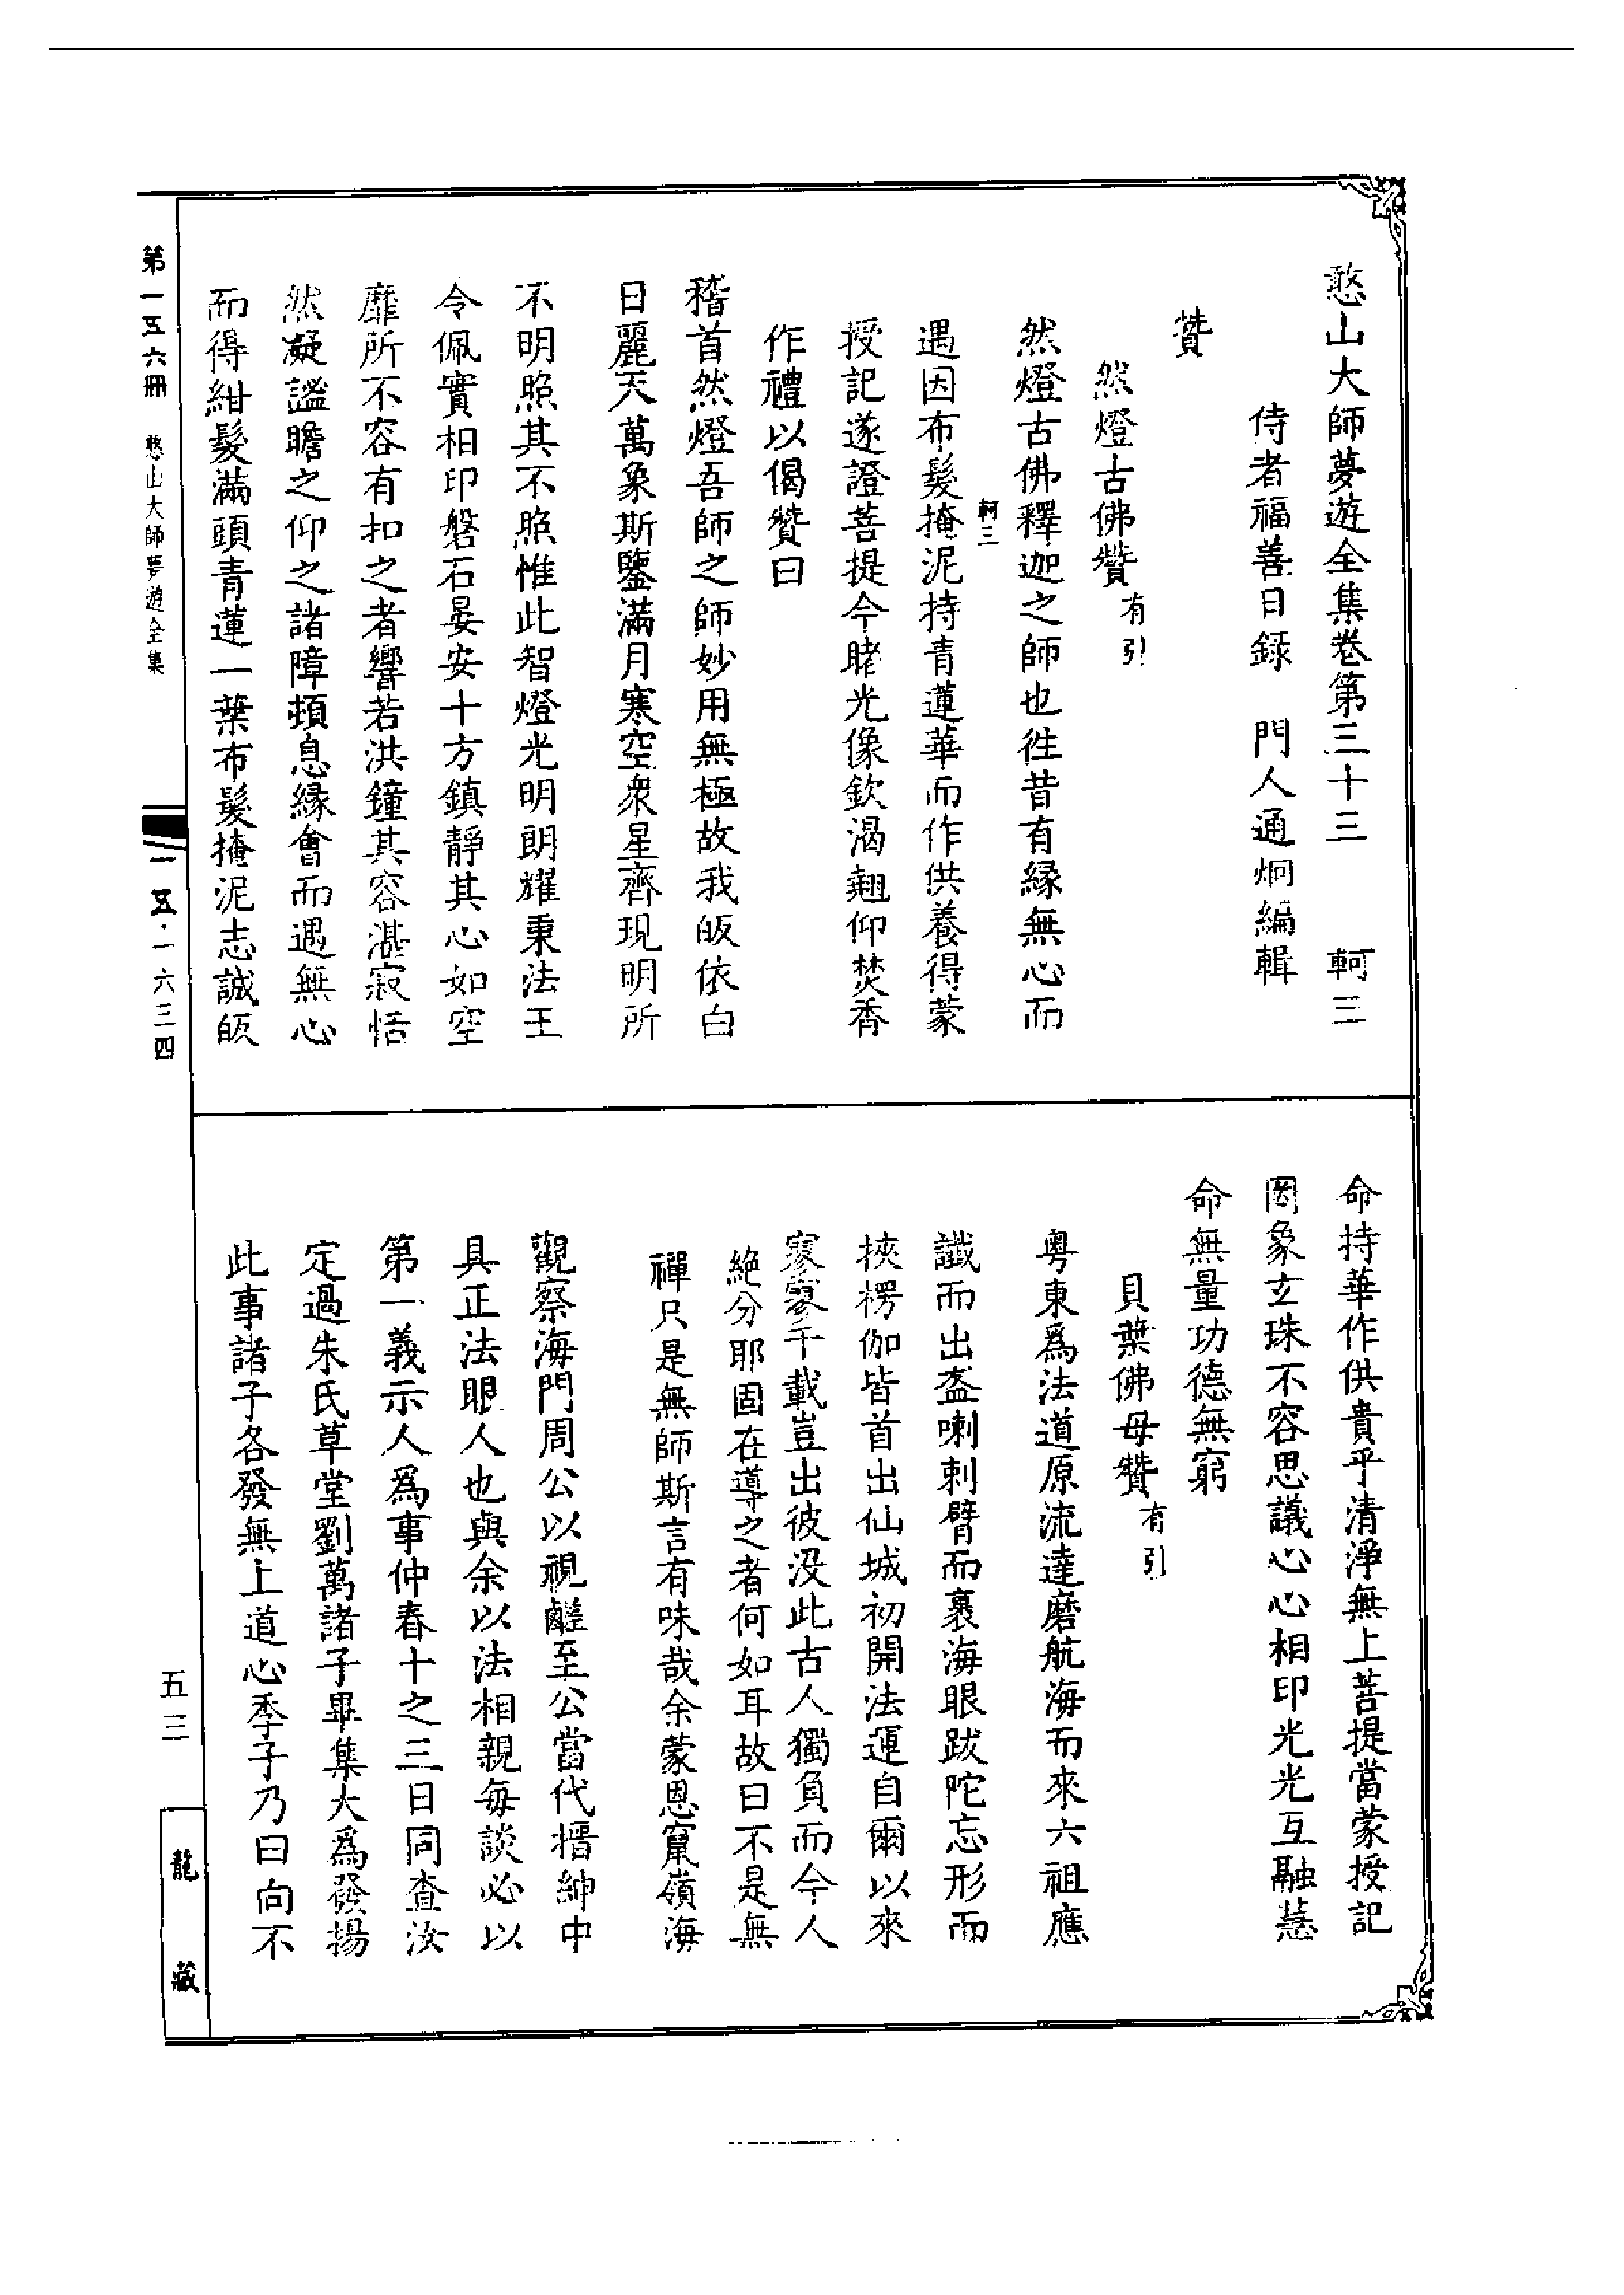 憨山大師夢遊全集卷第三十三　軻三
侍者福善日錄　門人通炯編輯
贊
然燈古佛贊有引
然燈古佛釋迦之師也徃昔有緣無心而
軻三
遇因布髮掩泥持青蓮華而作供養得蒙
授記遂證菩提今睹光像欽渴翹仰焚香
作禮以偈贊曰
稽首然燈吾師之師妙用無極故我皈依白
日麗天萬象斯鑒滿月寒空衆星齊現明所
不明照其不照惟此智燈光明朗耀秉法王
令佩實相印磐石晏安十方鎮靜其心如空
靡所不容有扣之者響若洪鐘其容湛寂恬
然凝謐瞻之仰之諸障頓息緣會而遇無心
而得紺髮滿頭青蓮一葉布髮掩泥志誠皈
命持華作供貴乎清淨無上菩提當蒙授記
罔象玄珠不容思議心心相印光光互融慧
命無量功德無窮
貝葉佛母贊有引
粤東爲法道原流達磨航海而來六祖應
讖而出盔喇刺臂而裹海眼跋陀忘形而
挾楞伽皆首出仙城初開法運自爾以來
寥寥千載豈出彼没此古人獨負而今人
絶分耶固在導之者何如耳故曰不是無
禪只是無師斯言有味哉余蒙恩竄嶺海
觀察海門周公以視鹺至公當代搢紳中
具正法眼人也與余以法相親每談必以
第一義示人爲事仲春十之三日同查汝
定過朱氏草堂劉萬諸子畢集大爲發揚
此事諸子各發無上道心季子乃曰向不
第一五六冊　憨山大師夢遊全集
一五·一六三四
五三
龍藏